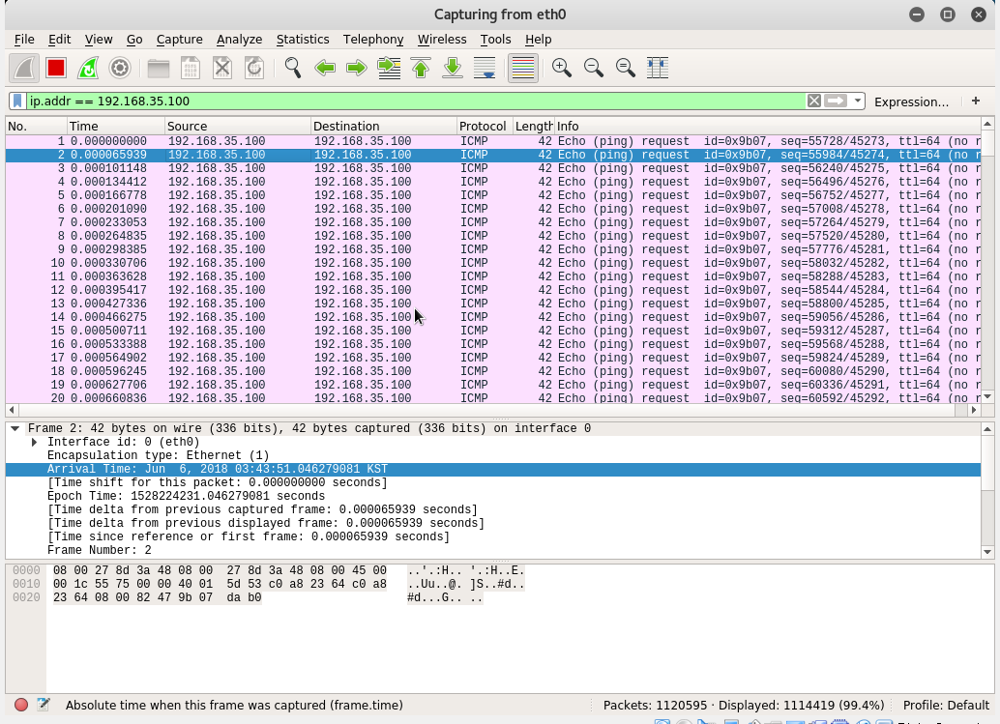 Capturing from eth0
File Edit View Go Capture Analyze Statistics Telephony Wireless Tools Help
ip.addr == 192.168.35.100 Expression… +
No. Time Source Destination Protocol Length Info
1 0.000000000 192.168.35.100 192.168.35.100 ICMP 42 Echo (ping) request id=0x9b07, seq=55728/45273, ttl=64 (no r
2 0.000065939 192.168.35.100 192.168.35.100 ICMP 42 Echo (ping) request id=0x9b07, seq=55984/45274, ttl=64 (no r
3 0.000101148 192.168.35.100 192.168.35.100 ICMP 42 Echo (ping) request id=0x9b07, seq=56240/45275, ttl=64 (no r
4 0.000134412 192.168.35.100 192.168.35.100 ICMP 42 Echo (ping) request id=0x9b07, seq=56496/45276, ttl=64 (no r
5 0.000166778 192.168.35.100 192.168.35.100 ICMP 42 Echo (ping) request id=0x9b07, seq=56752/45277, ttl=64 (no r
6 0.000201090 192.168.35.100 192.168.35.100 ICMP 42 Echo (ping) request id=0x9b07, seq=57008/45278, ttl=64 (no r
7 0.000233053 192.168.35.100 192.168.35.100 ICMP 42 Echo (ping) request id=0x9b07, seq=57264/45279, ttl=64 (no r
8 0.000264835 192.168.35.100 192.168.35.100 ICMP 42 Echo (ping) request id=0x9b07, seq=57520/45280, ttl=64 (no r
9 0.000298385 192.168.35.100 192.168.35.100 ICMP 42 Echo (ping) request id=0x9b07, seq=57776/45281, ttl=64 (no r
10 0.000330706 192.168.35.100 192.168.35.100 ICMP 42 Echo (ping) request id=0x9b07, seq=58032/45282, ttl=64 (no r
11 0.000363628 192.168.35.100 192.168.35.100 ICMP 42 Echo (ping) request id=0x9b07, seq=58288/45283, ttl=64 (no r
12 0.000395417 192.168.35.100 192.168.35.100 ICMP 42 Echo (ping) request id=0x9b07, seq=58544/45284, ttl=64 (no r
13 0.000427336 192.168.35.100 192.168.35.100 ICMP 42 Echo (ping) request id=0x9b07, seq=58800/45285, ttl=64 (no r
14 0.000466275 192.168.35.100 192.168.35.100 ICMP 42 Echo (ping) request id=0x9b07, seq=59056/45286, ttl=64 (no r
15 0.000500711 192.168.35.100 192.168.35.100 ICMP 42 Echo (ping) request id=0x9b07, seq=59312/45287, ttl=64 (no r
16 0.000533388 192.168.35.100 192.168.35.100 ICMP 42 Echo (ping) request id=0x9b07, seq=59568/45288, ttl=64 (no r
17 0.000564902 192.168.35.100 192.168.35.100 ICMP 42 Echo (ping) request id=0x9b07, seq=59824/45289, ttl=64 (no r
18 0.000596245 192.168.35.100 192.168.35.100 ICMP 42 Echo (ping) request id=0x9b07, seq=60080/45290, ttl=64 (no r
19 0.000627706 192.168.35.100 192.168.35.100 ICMP 42 Echo (ping) request id=0x9b07, seq=60336/45291, ttl=64 (no r
20 0.000660836 192.168.35.100 192.168.35.100 ICMP 42 Echo (ping) request id=0x9b07, seq=60592/45292, ttl=64 (no r
Frame 2: 42 bytes on wire (336 bits), 42 bytes captured (336 bits) on interface 0
Interface id: 0 (eth0)
Encapsulation type: Ethernet (1)
Arrival Time: Jun  6, 2018 03:43:51.046279081 KST
[Time shift for this packet: 0.000000000 seconds]
Epoch Time: 1528224231.046279081 seconds
[Time delta from previous captured frame: 0.000065939 seconds]
[Time delta from previous displayed frame: 0.000065939 seconds]
[Time since reference or first frame: 0.000065939 seconds]
Frame Number: 2
0000 08 00 27 8d 3a 48 08 00 27 8d 3a 48 08 00 45 00 ..'.:H.. '.:H..E.
0010 00 1c 55 75 00 00 40 01 5d 53 c0 a8 23 64 c0 a8 ..Uu..@. ]S..#d..
0020 23 64 08 00 82 47 9b 07 da b0 #d...G.. ..
Absolute time when this frame was captured (frame.time) Packets: 1120595 · Displayed: 1114419 (99.4%) Profile: Default